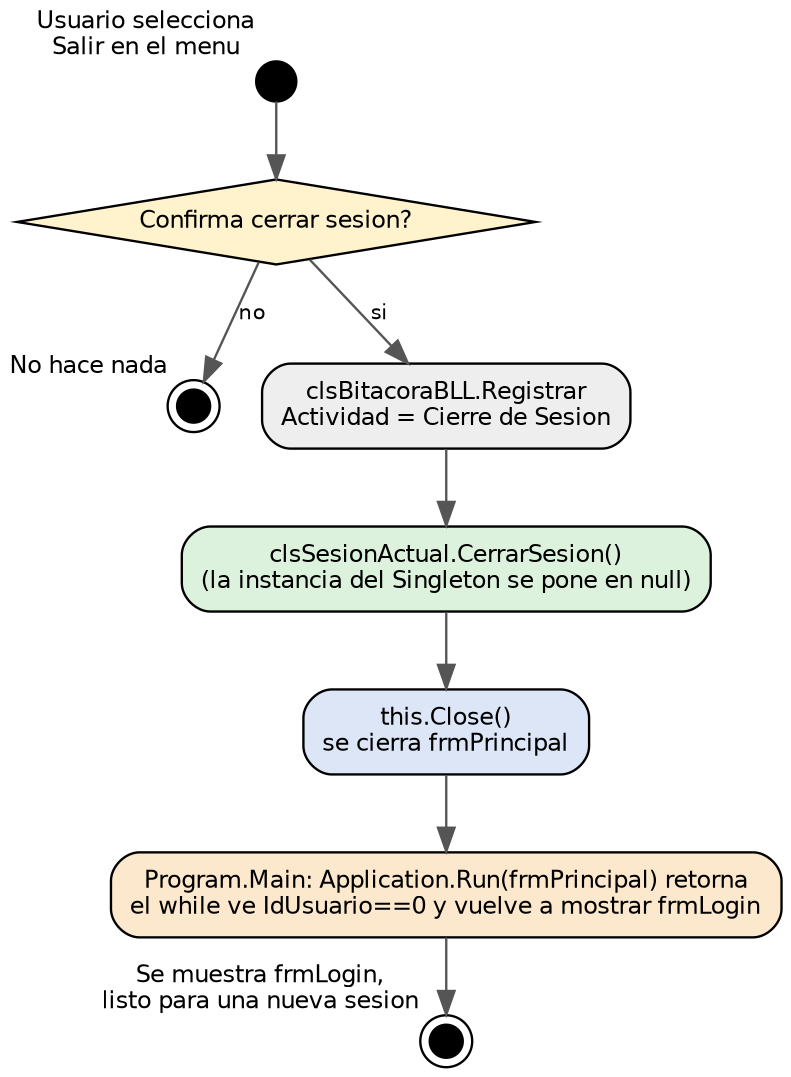 Usuario selecciona
Salir en el menu
Confirma cerrar sesion?
no
si
No hace nada
clsBitacoraBLL.Registrar
Actividad = Cierre de Sesion
clsSesionActual.CerrarSesion()
(la instancia del Singleton se pone en null)
this.Close()
se cierra frmPrincipal
Program.Main: Application.Run(frmPrincipal) retorna
el while ve IdUsuario==0 y vuelve a mostrar frmLogin
Se muestra frmLogin,
listo para una nueva sesion